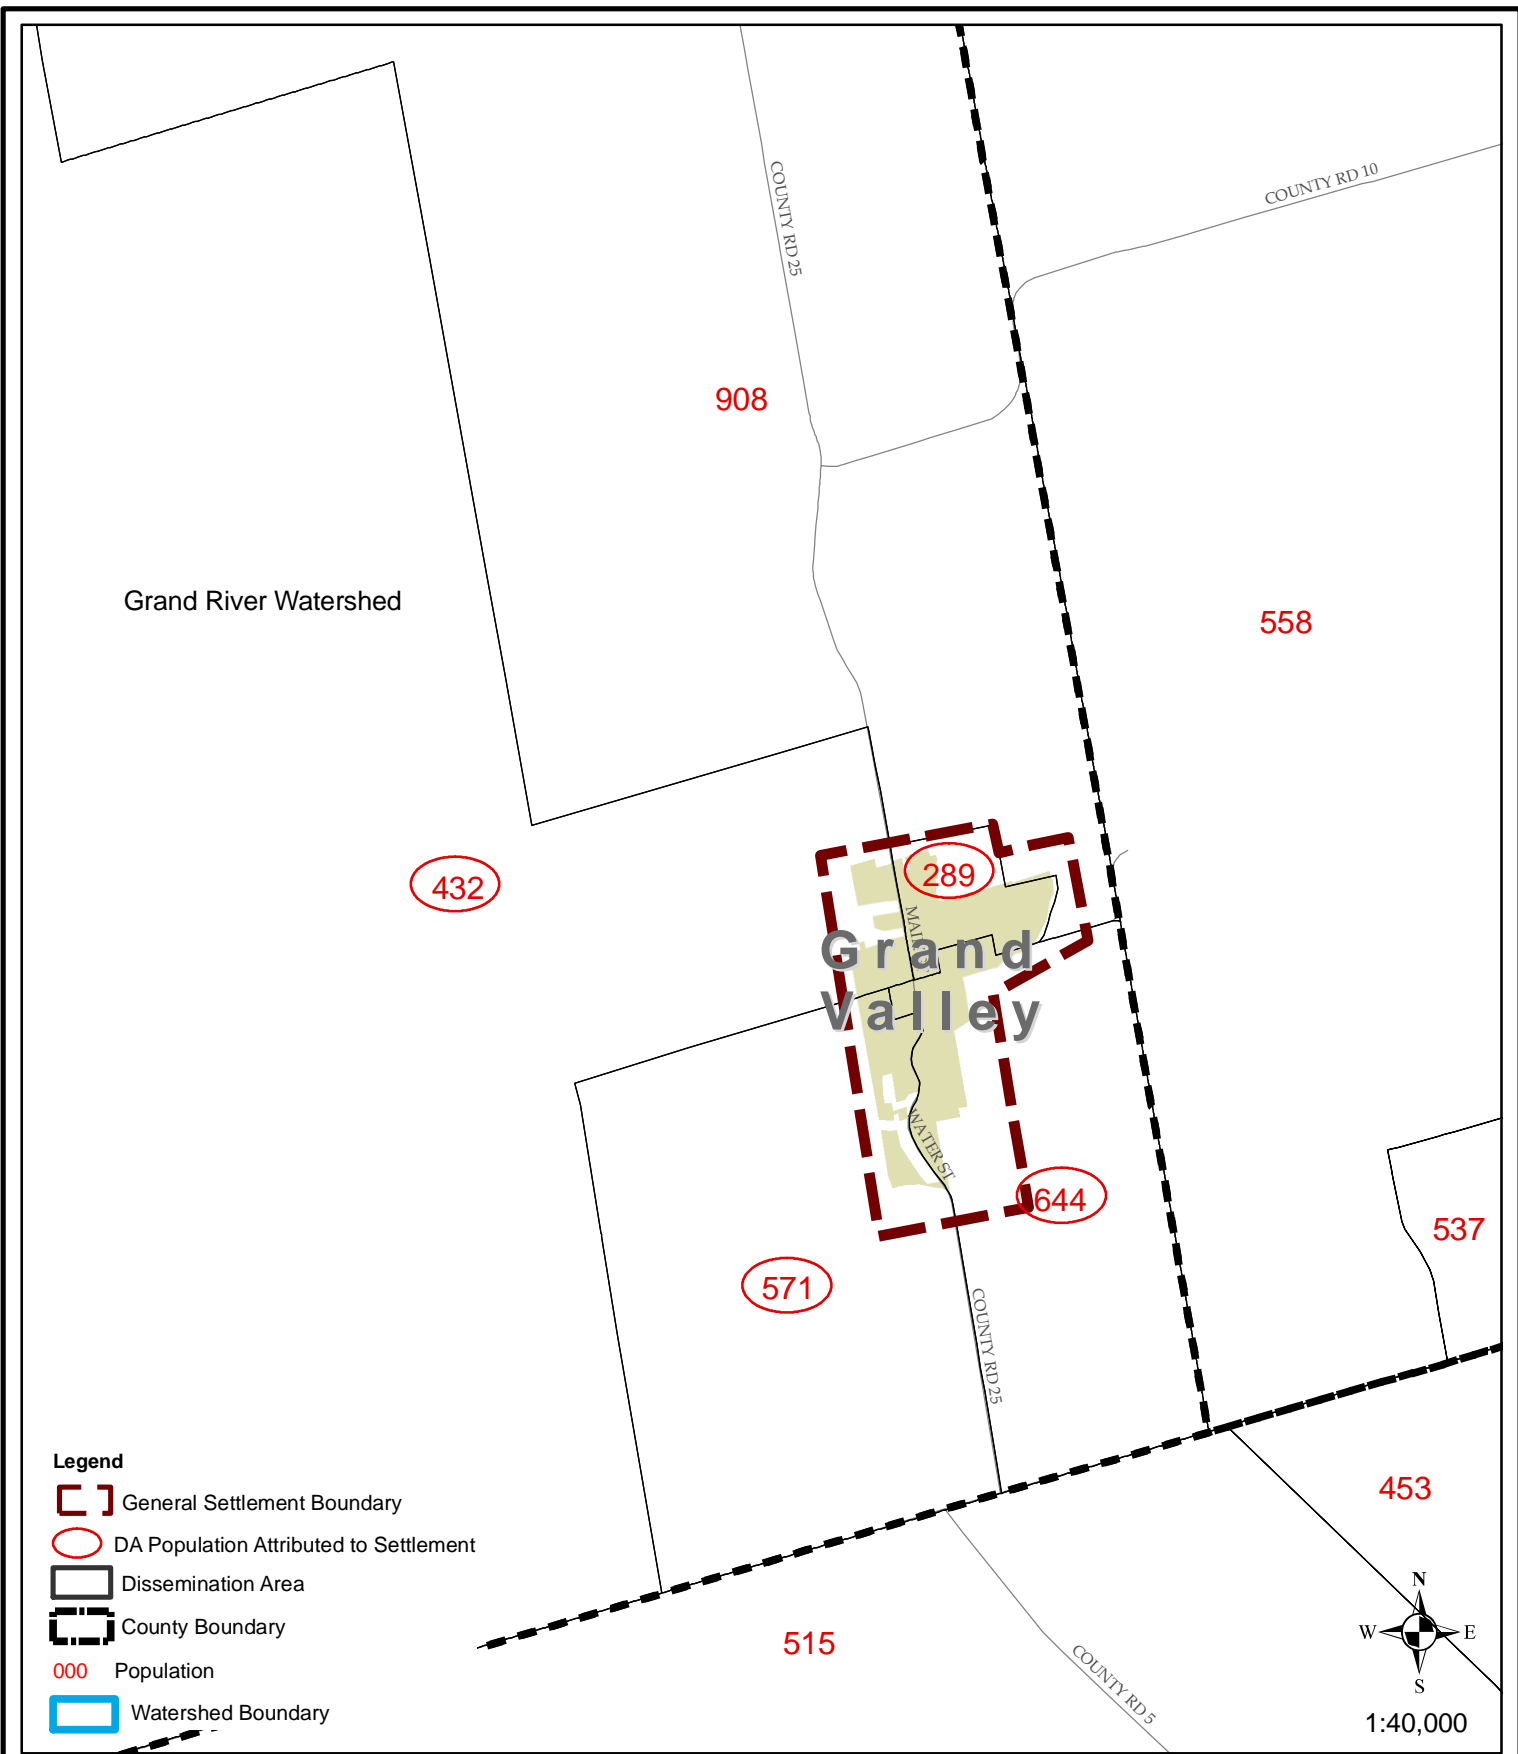 COUNTY RD 25
COUNTY RD 10
908
Grand River Watershed
558
432
289
MAIN ST
Grand
Valley
WATER ST
644
537
571
COUNTY RD 25
Legend
General Settlement Boundary
DA Population Attributed to Settlement
Dissemination Area
County Boundary
000 Population
Watershed Boundary
453
515
COUNTY RD 5
N
W E
S
1:40,000